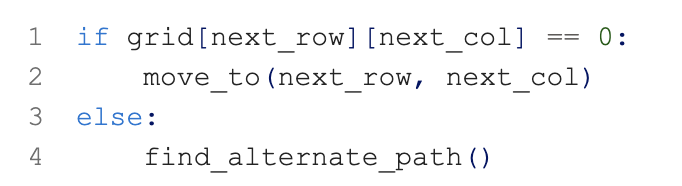 1 if grid[next_row][next_col] == 0:
2     move_to(next_row, next_col)
3 else:
4     find_alternate_path()